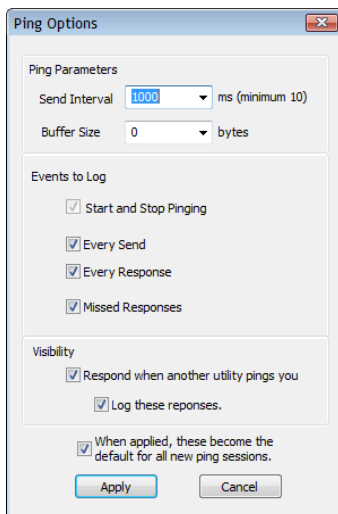 Ping Options
Ping Parameters
Send Interval 1000 ms (minimum 10)
Buffer Size 0 bytes
Events to Log
Start and Stop Pinging
Every Send
Every Response
Missed Responses
Visibility
Respond when another utility pings you
Log these reponses.
When applied, these become the
default for all new ping sessions.
Apply Cancel